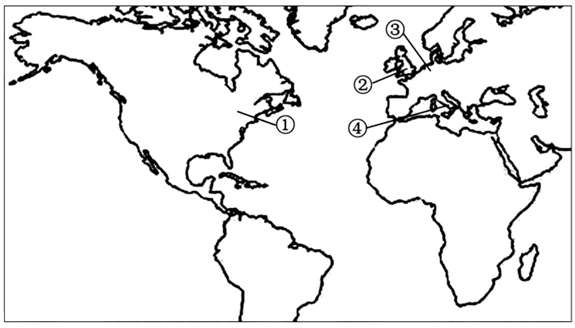 ③
②
①
④